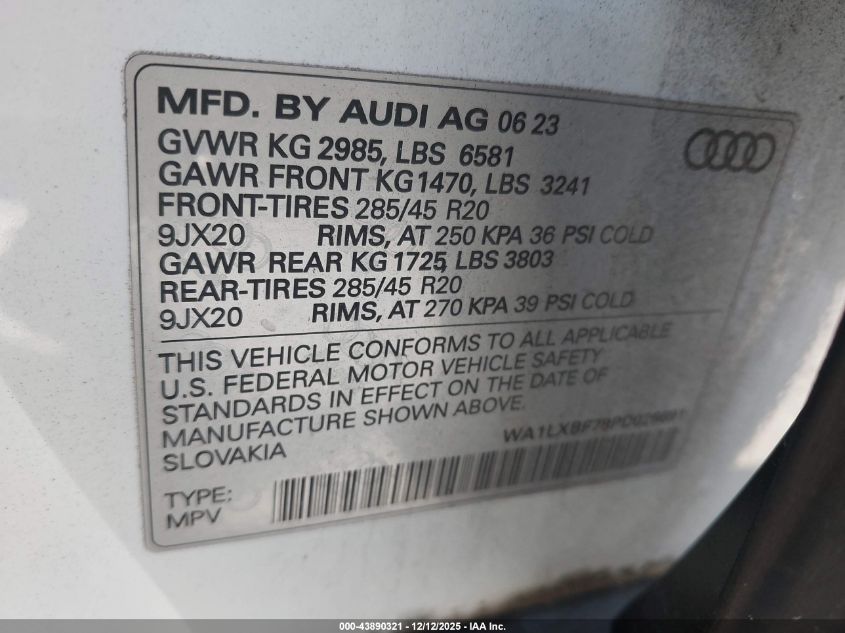 MFD. BY AUDI AG 06 23
GVWR KG 2985, LBS 6581
GAWR FRONT KG1470, LBS 3241
FRONT-TIRES 285/45 R20
9JX20 RIMS, AT 250 KPA 36 PSI COLD
GAWR REAR KG 1725, LBS 3803
REAR-TIRES 285/45 R20
9JX20 RIMS, AT 270 KPA 39 PSI COLD
THIS VEHICLE CONFORMS TO ALL APPLICABLE
U.S. FEDERAL MOTOR VEHICLE SAFETY
STANDARDS IN EFFECT ON THE DATE OF
MANUFACTURE SHOWN ABOVE.
SLOVAKIA
TYPE:
MPV
000-43890321 - 12/12/2025 - IAA Inc.